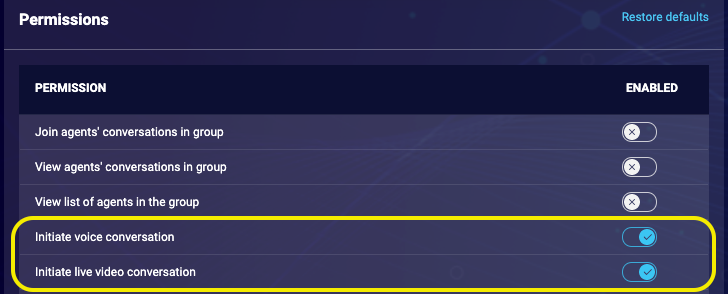 Permissions
Restore defaults
PERMISSION ENABLED
Join agents' conversations in group
View agents' conversations in group
View list of agents in the group
Initiate voice conversation
Initiate live video conversation